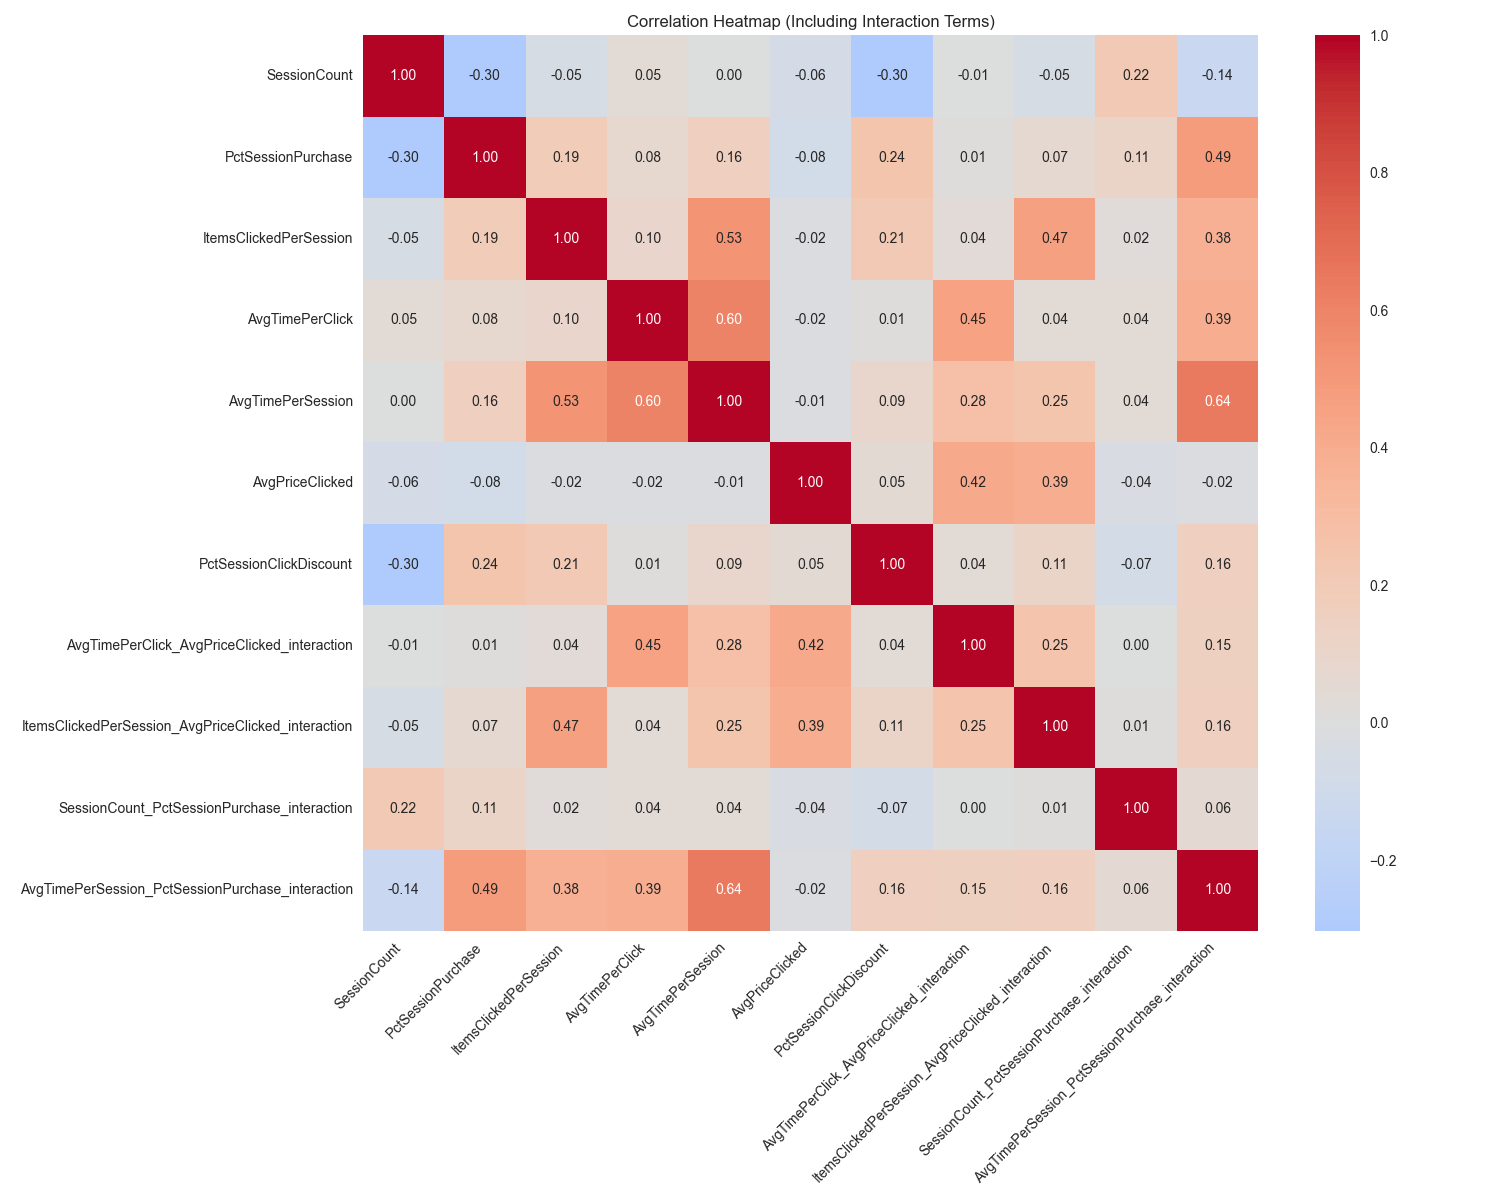 Correlation Heatmap (Including Interaction Terms)
SessionCount 1.00 -0.30 -0.05 0.05 0.00 -0.06 -0.30 -0.01 -0.05 0.22 -0.14
PctSessionPurchase -0.30 1.00 0.19 0.08 0.16 -0.08 0.24 0.01 0.07 0.11 0.49
ItemsClickedPerSession -0.05 0.19 1.00 0.10 0.53 -0.02 0.21 0.04 0.47 0.02 0.38
AvgTimePerClick 0.05 0.08 0.10 1.00 0.60 -0.02 0.01 0.45 0.04 0.04 0.39
AvgTimePerSession 0.00 0.16 0.53 0.60 1.00 -0.01 0.09 0.28 0.25 0.04 0.64
AvgPriceClicked -0.06 -0.08 -0.02 -0.02 -0.01 1.00 0.05 0.42 0.39 -0.04 -0.02
PctSessionClickDiscount -0.30 0.24 0.21 0.01 0.09 0.05 1.00 0.04 0.11 -0.07 0.16
AvgTimePerClick_AvgPriceClicked_interaction -0.01 0.01 0.04 0.45 0.28 0.42 0.04 1.00 0.25 0.00 0.15
ItemsClickedPerSession_AvgPriceClicked_interaction -0.05 0.07 0.47 0.04 0.25 0.39 0.11 0.25 1.00 0.01 0.16
SessionCount_PctSessionPurchase_interaction 0.22 0.11 0.02 0.04 0.04 -0.04 -0.07 0.00 0.01 1.00 0.06
AvgTimePerSession_PctSessionPurchase_interaction -0.14 0.49 0.38 0.39 0.64 -0.02 0.16 0.15 0.16 0.06 1.00
SessionCount
PctSessionPurchase
ItemsClickedPerSession
AvgTimePerClick
AvgTimePerSession
AvgPriceClicked
PctSessionClickDiscount
AvgTimePerClick_AvgPriceClicked_interaction
ItemsClickedPerSession_AvgPriceClicked_interaction
SessionCount_PctSessionPurchase_interaction
AvgTimePerSession_PctSessionPurchase_interaction
1.0
0.8
0.6
0.4
0.2
0.0
−0.2